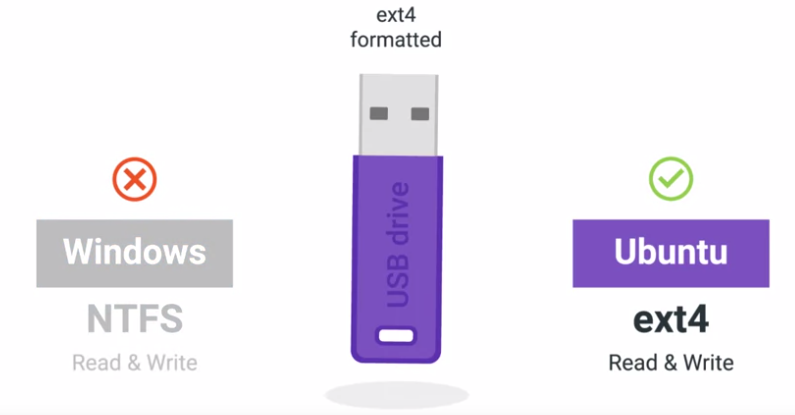 ext4
formatted
USB drive
Windows
NTFS
Read & Write
Ubuntu
ext4
Read & Write